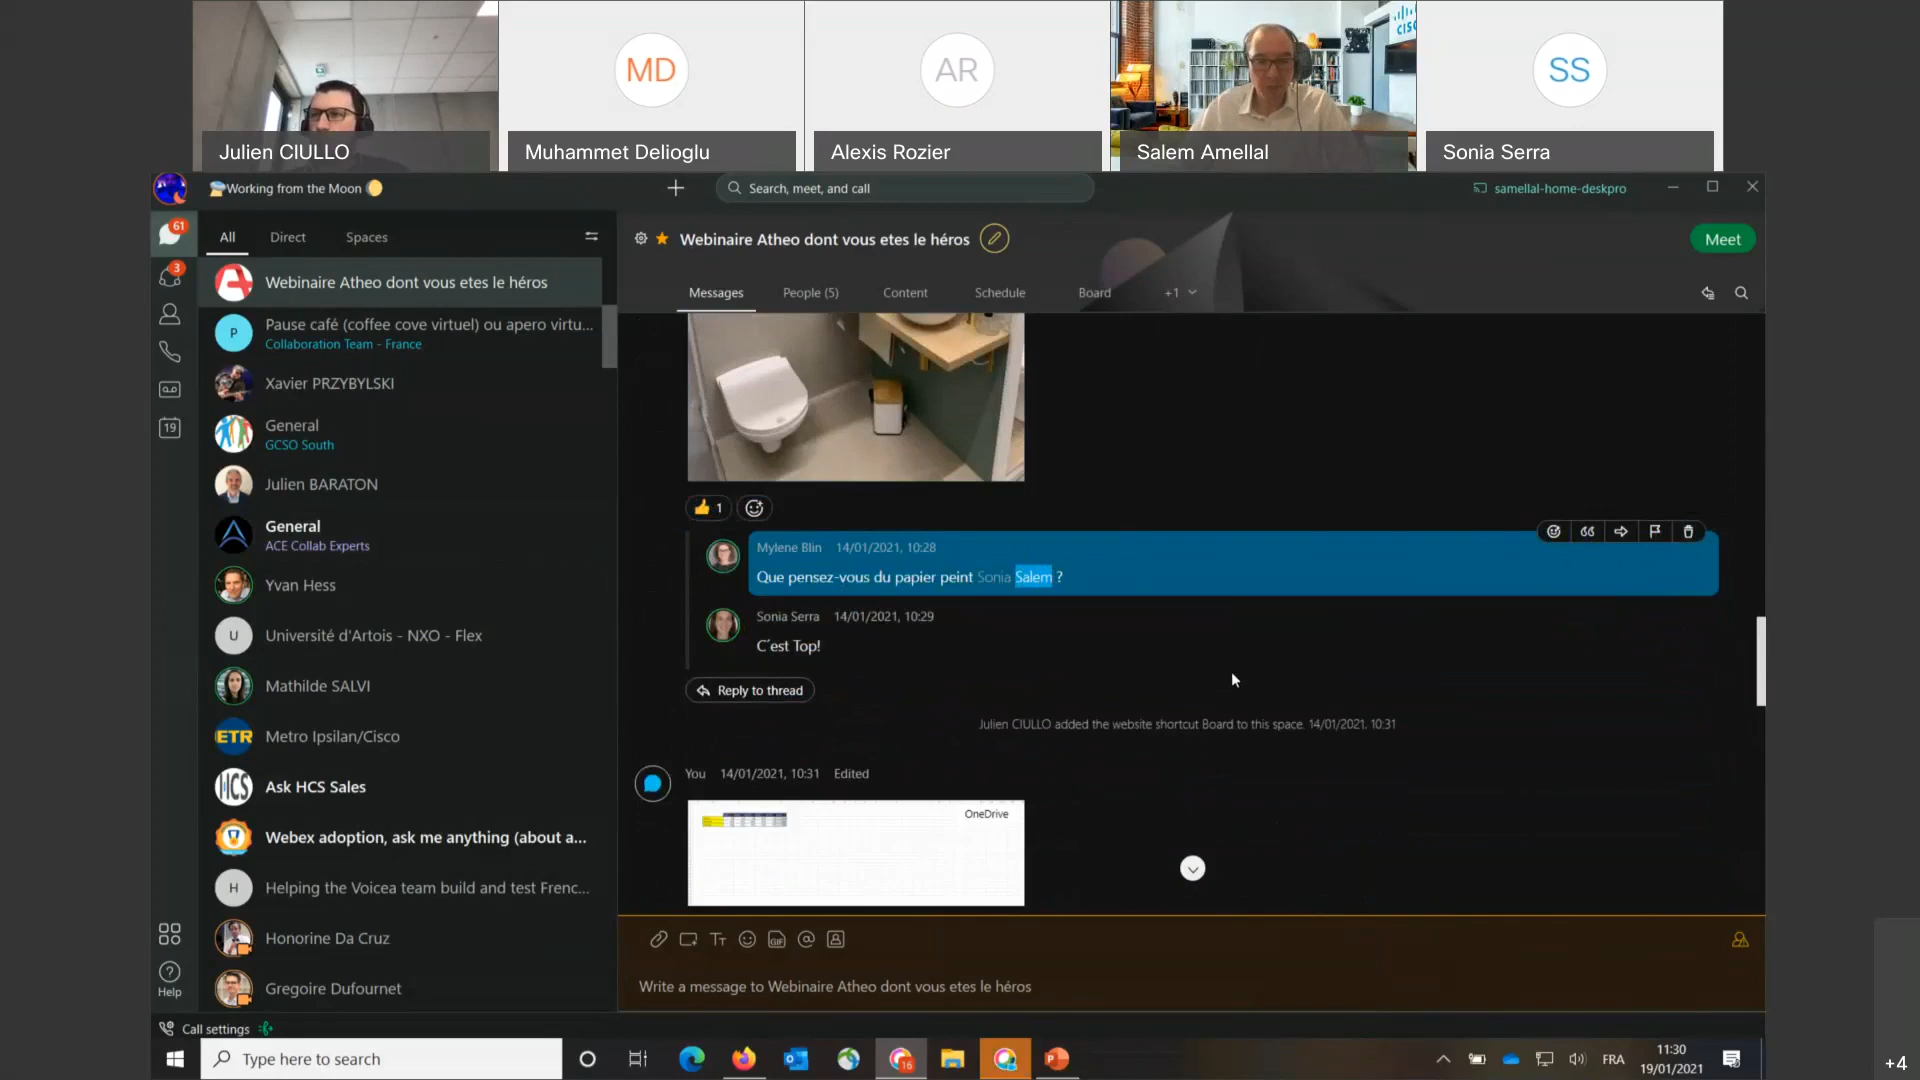 MD
AR
SS
CISC
Julien CIULLO
Muhammet Delioglu
Alexis Rozier
Salem Amellal
Sonia Serra
Working from the Moon
Search, meet, and call
samellal-home-deskpro
61
3
19
Help
All
Direct
Spaces
Webinaire Atheo dont vous etes le héros
P
Pause café (coffee cove virtuel) ou apero virtu...
Collaboration Team - France
Xavier PRZYBYLSKI
General
GCSO South
Julien BARATON
General
ACE Collab Experts
Yvan Hess
U
Université d'Artois - NXO - Flex
Mathilde SALVI
ETR
Metro Ipsilan/Cisco
HCS
Ask HCS Sales
Webex adoption, ask me anything (about a...
H
Helping the Voicea team build and test Frenc...
Honorine Da Cruz
Gregoire Dufournet
Call settings
Webinaire Atheo dont vous etes le héros
Meet
Messages
People (5)
Content
Schedule
Board
+1
1
Mylene Blin 14/01/2021, 10:28
Que pensez-vous du papier peint Sonia Salem ?
Sonia Serra 14/01/2021, 10:29
C'est Top!
Reply to thread
Julien CIULLO added the website shortcut Board to this space. 14/01/2021, 10:31
You 14/01/2021, 10:31 Edited
OneDrive
GIF
Write a message to Webinaire Atheo dont vous etes le héros
Type here to search
16
FRA
11:30
19/01/2021
+4